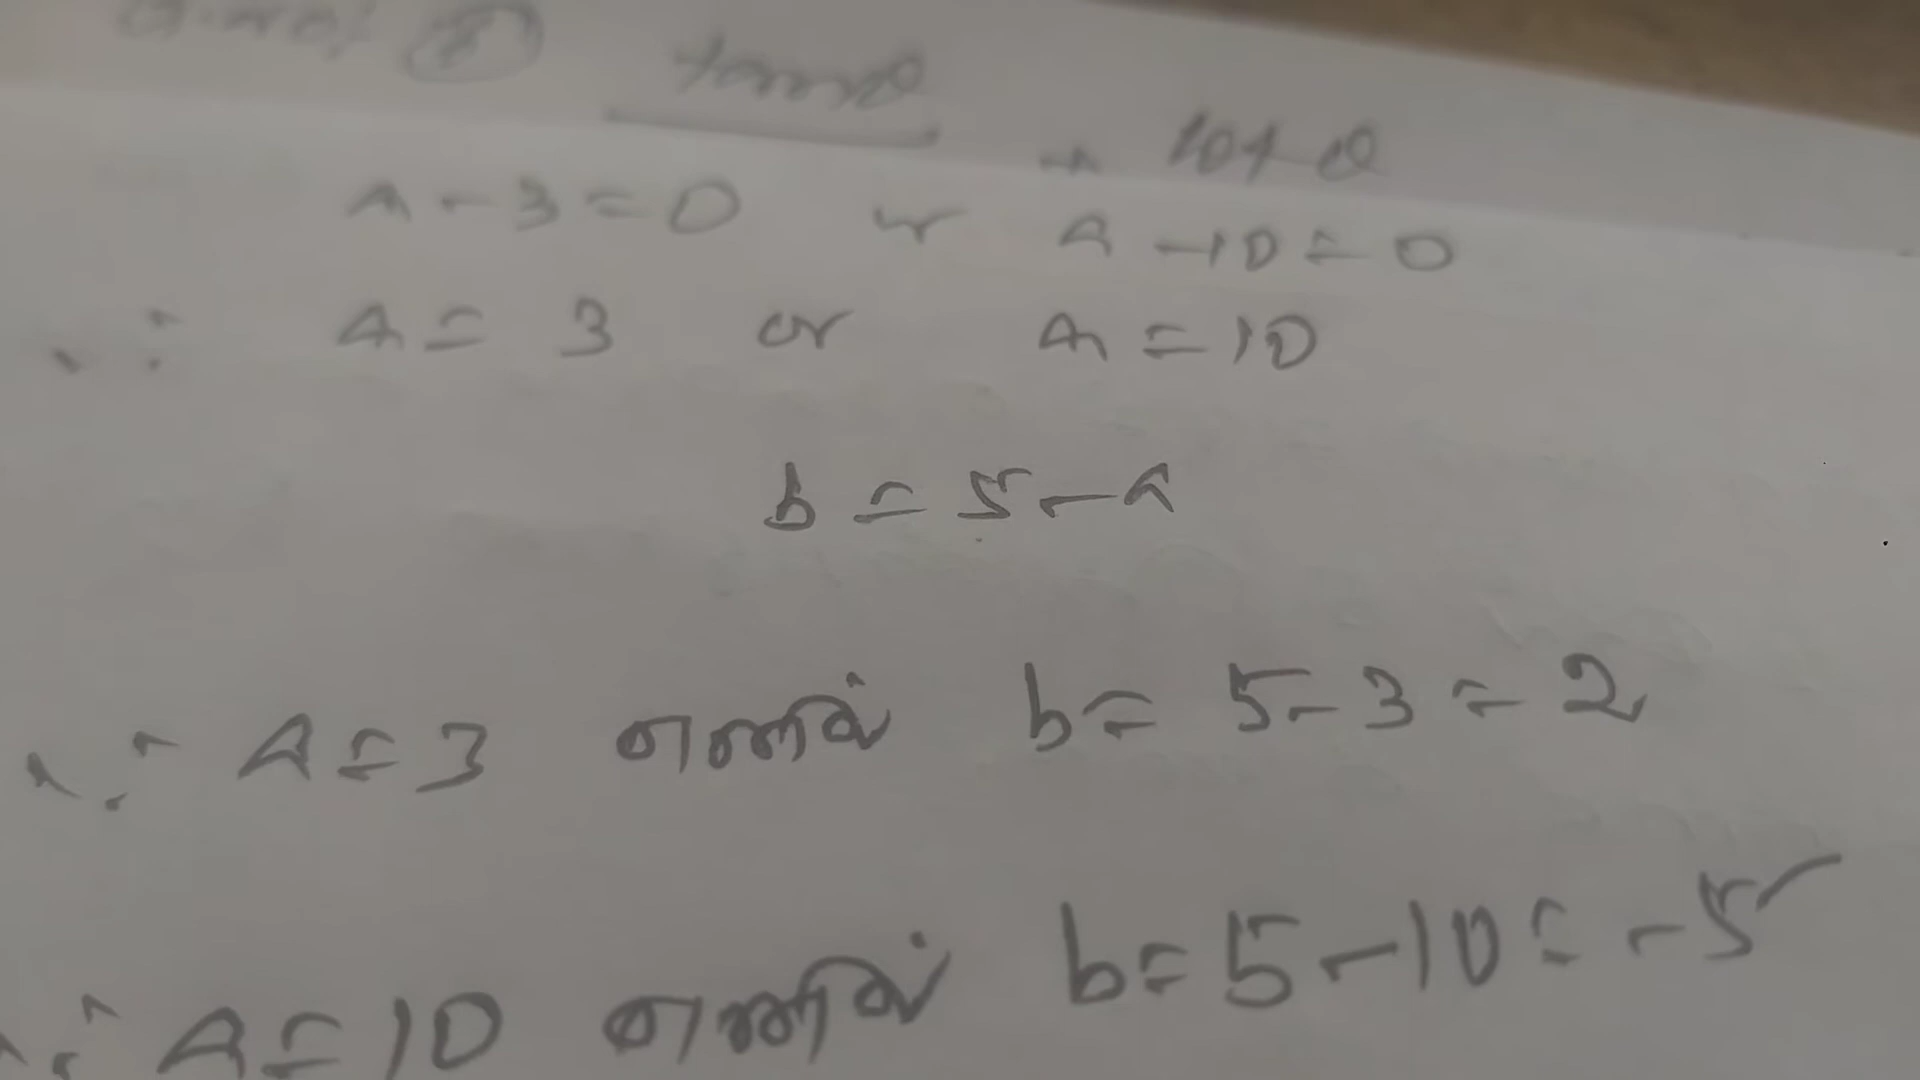 a - 3 = 0 or a - 10 = 0
∴ a = 3 or a = 10
b = 5 - a
∴ a = 3 எனில் b = 5 - 3 = 2
∴ a = 10 எனில் b = 5 - 10 = -5